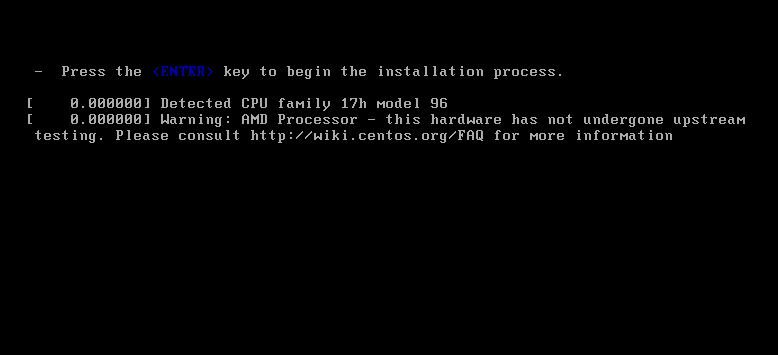 - Press the <ENTER> key to begin the installation process.
[    0.000000] Detected CPU family 17h model 96
[    0.000000] Warning: AMD Processor - this hardware has not undergone upstream
testing. Please consult http://wiki.centos.org/FAQ for more information